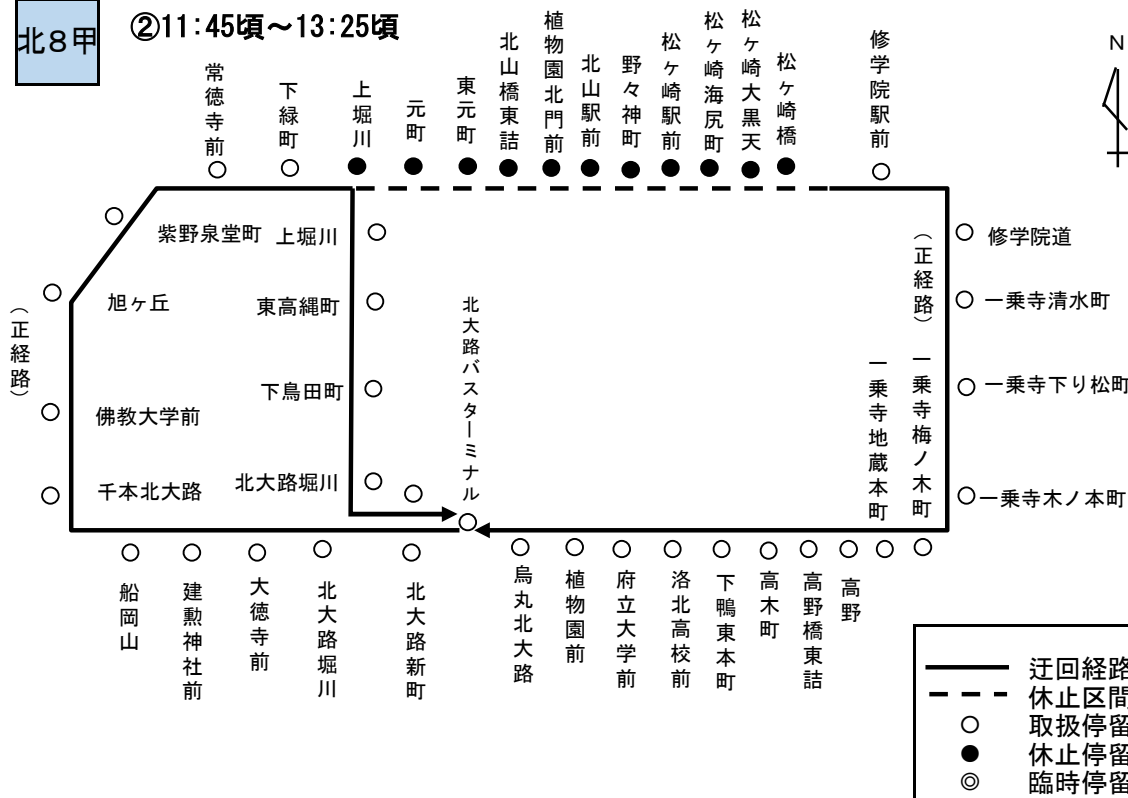 北8甲
②11:45頃～13:25頃
常徳寺前
下緑町
上堀川
元町
東元町
北山橋東詰
植物園北門前
北山駅前
野々神町
松ヶ崎駅前
松ヶ崎海尻町
松ヶ崎大黒天
松ヶ崎橋
修学院駅前
N
紫野泉堂町
上堀川
(正経路)
修学院道
旭ヶ丘
東高縄町
北大路バスターミナル
一乗寺清水町
(正経路)
下鳥田町
一乗寺地蔵本町
一乗寺梅ノ木町
一乗寺下り松町
佛教大学前
千本北大路
北大路堀川
一乗寺木ノ本町
船岡山
建勲神社前
大徳寺前
北大路堀川
北大路新町
烏丸北大路
植物園前
府立大学前
洛北高校前
下鴨東本町
高木町
高野橋東詰
高野
迂回経路
休止区間
取扱停留
休止停留
臨時停留